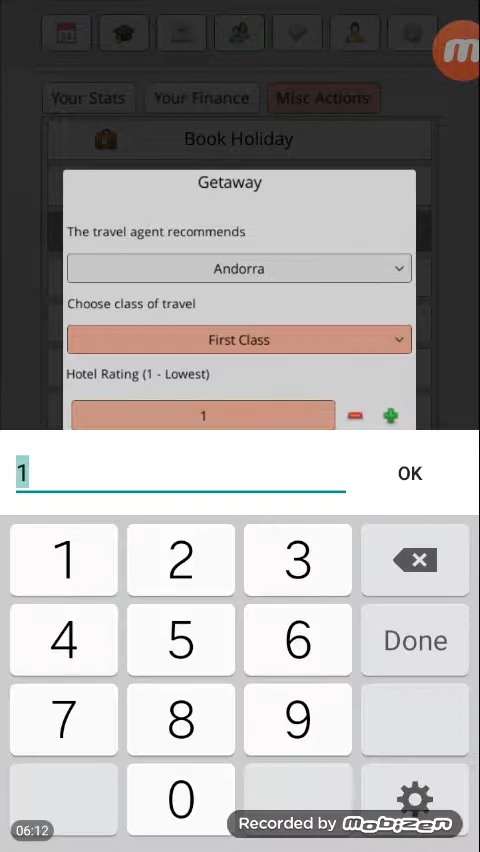 Your Stats
Your Finance
Misc Actions
Book Holiday
Getaway
The travel agent recommends
Andorra
Choose class of travel
First Class
Hotel Rating (1 - Lowest)
1
1
OK
1 2 3
4 5 6 Done
7 8 9
0
06:12
Recorded by mobizen